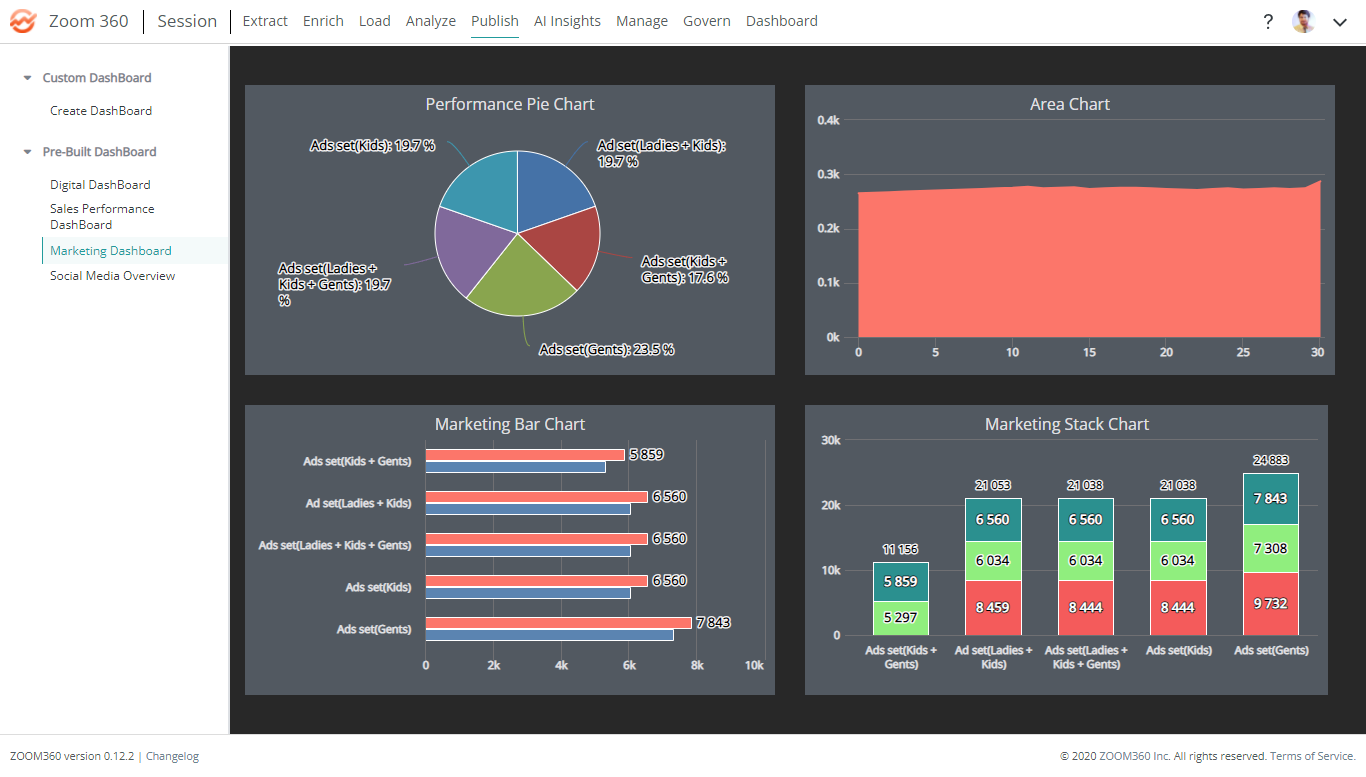 Zoom 360
Session
Extract Enrich Load Analyze Publish AI Insights Manage Govern Dashboard
?
Custom DashBoard
Create DashBoard
Pre-Built DashBoard
Digital DashBoard
Sales Performance
DashBoard
Marketing Dashboard
Social Media Overview
Performance Pie Chart
Ads set(Kids): 19.7 %
Ad set(Ladies + Kids):
19.7 %
Ads set(Kids +
Gents): 17.6 %
Ads set(Ladies +
Kids + Gents): 19.7
%
Ads set(Gents): 23.5 %
Area Chart
0.4k
0.3k
0.2k
0.1k
0k
0 5 10 15 20 25 30
Marketing Bar Chart
Ads set(Kids + Gents) 5 859
Ad set(Ladies + Kids) 6 560
Ads set(Ladies + Kids + Gents) 6 560
Ads set(Kids) 6 560
Ads set(Gents) 7 843
0 2k 4k 6k 8k 10k
Marketing Stack Chart
30k
20k
10k
0
11 156
5 859
5 297
21 053
6 560
6 034
8 459
21 038
6 560
6 034
8 444
21 038
6 560
6 034
8 444
24 883
7 843
7 308
9 732
Ads set(Kids +
Gents)
Ad set(Ladies +
Kids)
Ads set(Ladies +
Kids + Gents)
Ads set(Kids)
Ads set(Gents)
ZOOM360 version 0.12.2 | Changelog
© 2020 ZOOM360 Inc. All rights reserved. Terms of Service.